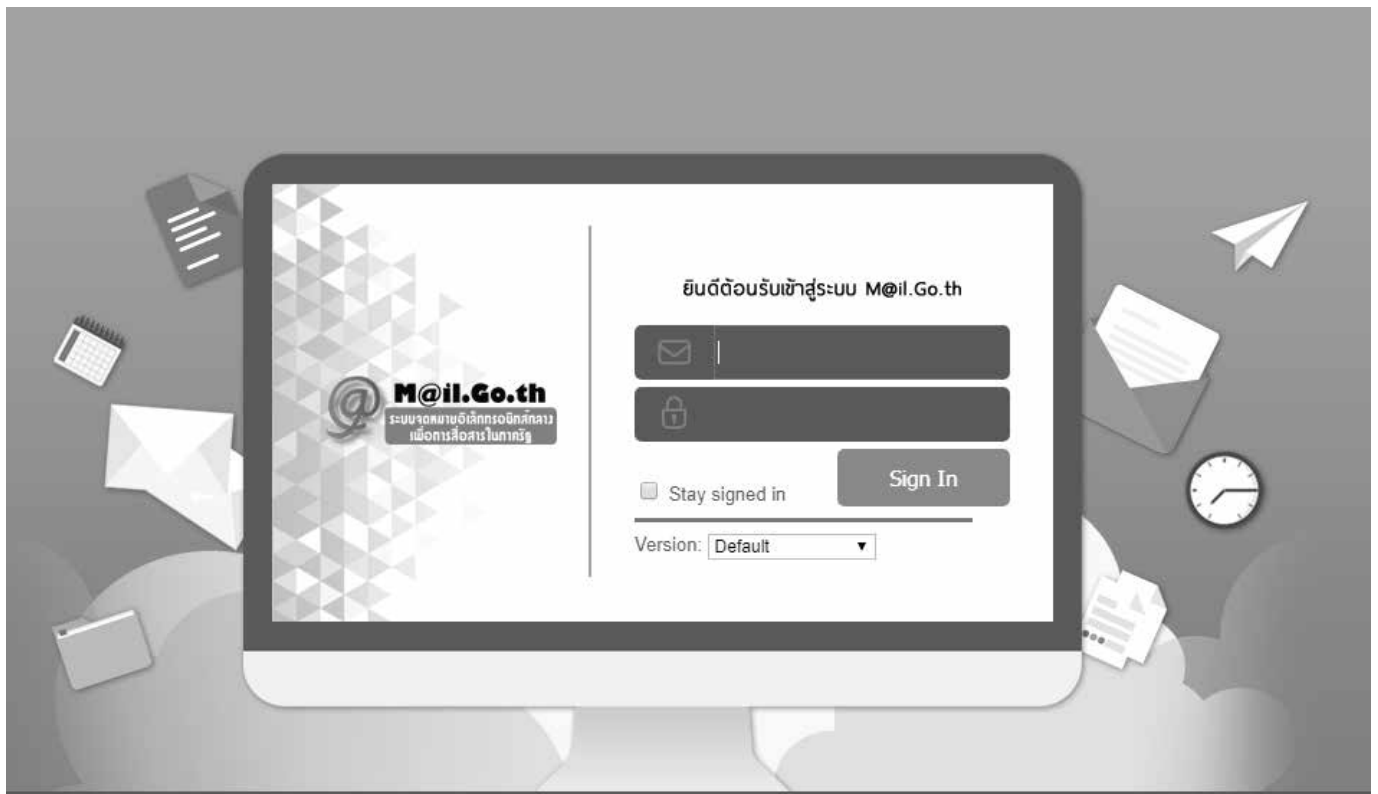 ยินดีต้อนรับเข้าสู่ระบบ M@il.Go.th
M@il.Go.th
ระบบจดหมายอิเล็กทรอนิกส์กลาง
เพื่อการสื่อสารในภาครัฐ
Sign In
Stay signed in
Version: Default